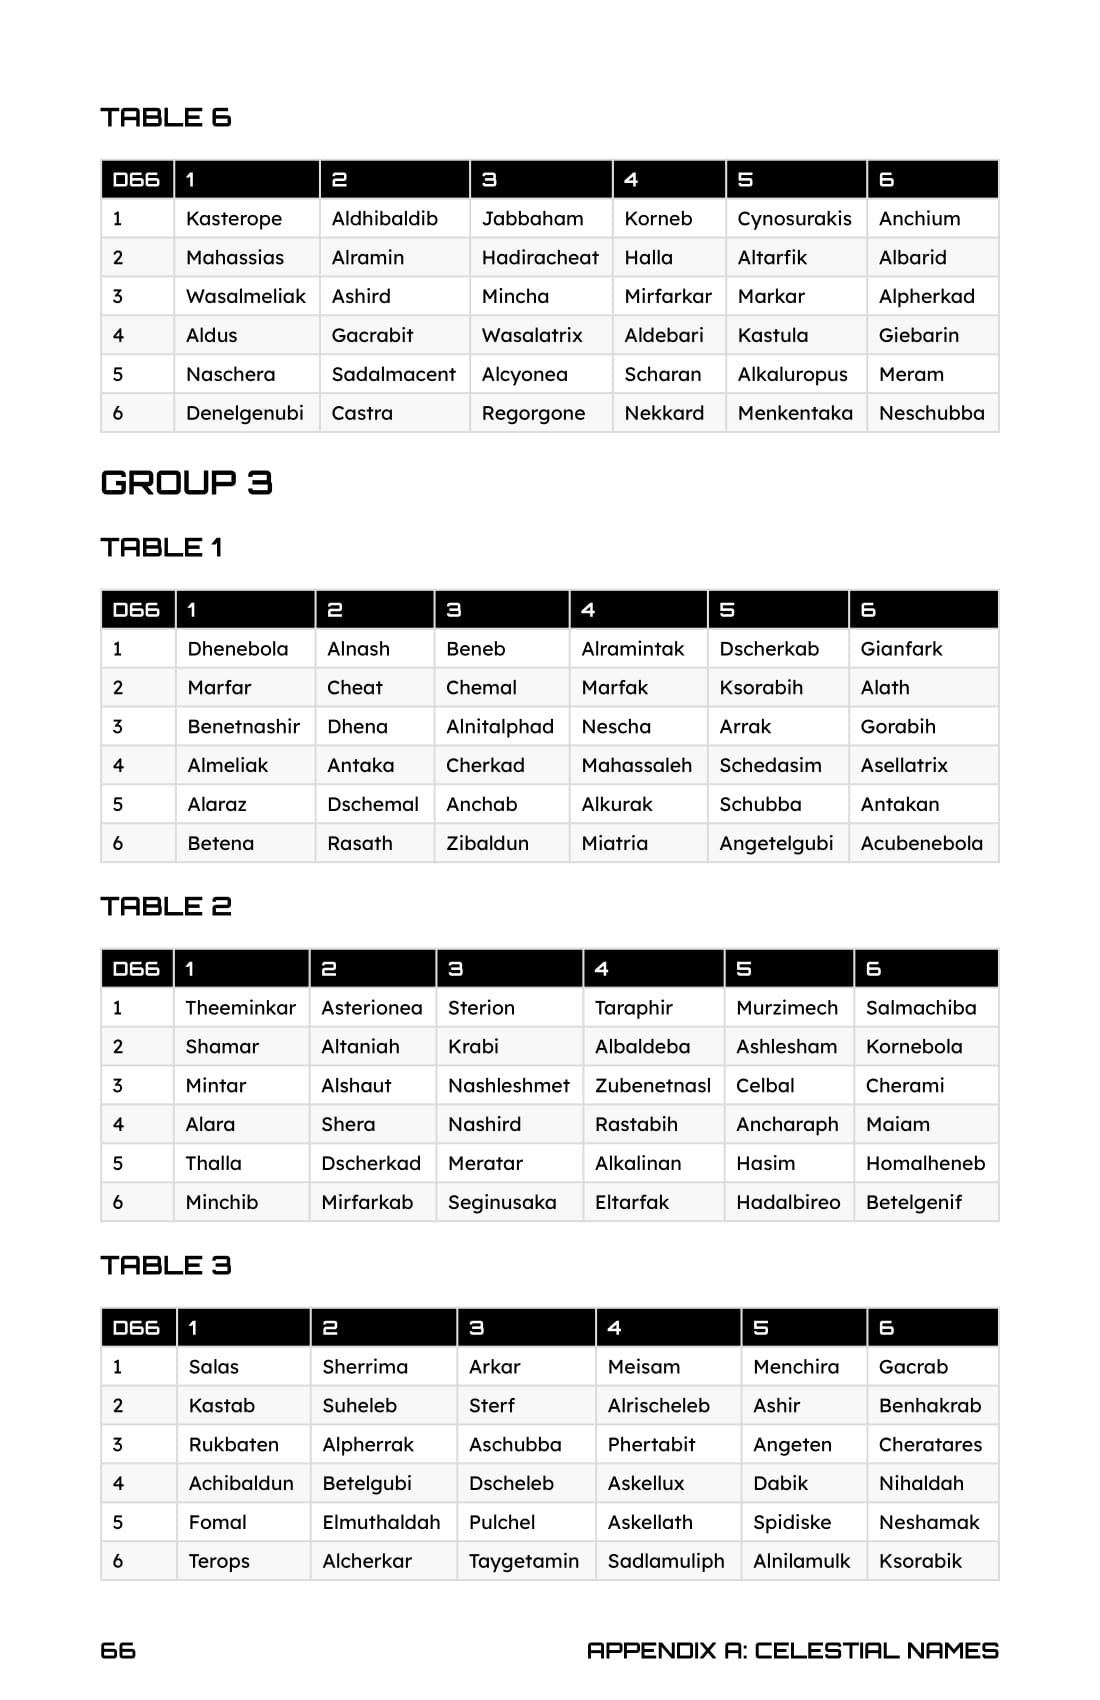 TABLE 6
D66 1 2 3 4 5 6
1 Kasterope Aldhibaldib Jabbaham Korneb Cynosurakis Anchium
2 Mahassias Alramin Hadiracheat Halla Altarfik Albarid
3 Wasalmeliak Ashird Mincha Mirfarkar Markar Alpherkad
4 Aldus Gacrabit Wasalatrix Aldebari Kastula Giebarin
5 Naschera Sadalmacent Alcyonea Scharan Alkaluropus Meram
6 Denelgenubi Castra Regorgone Nekkard Menkentaka Neschubba
GROUP 3
TABLE 1
D66 1 2 3 4 5 6
1 Dhenebola Alnash Beneb Alramintak Dscherkab Gianfark
2 Marfar Cheat Chemal Marfak Ksorabih Alath
3 Benetnashir Dhena Alnitalphad Nescha Arrak Gorabih
4 Almeliak Antaka Cherkad Mahassaleh Schedasim Asellatrix
5 Alaraz Dschemal Anchab Alkurak Schubba Antakan
6 Betena Rasath Zibaldun Miatria Angetelgubi Acubenebola
TABLE 2
D66 1 2 3 4 5 6
1 Theeminkar Asterionea Sterion Taraphir Murzimech Salmachiba
2 Shamar Altaniah Krabi Albaldeba Ashlesham Kornebola
3 Mintar Alshaut Nashleshmet Zubenetnasl Celbal Cherami
4 Alara Shera Nashird Rastabih Ancharaph Maiam
5 Thalla Dscherkad Meratar Alkalinan Hasim Homalheneb
6 Minchib Mirfarkab Seginusaka Eltarfak Hadalbireo Betelgenif
TABLE 3
D66 1 2 3 4 5 6
1 Salas Sherrima Arkar Meisam Menchira Gacrab
2 Kastab Suheleb Sterf Alrischeleb Ashir Benhakrab
3 Rukbaten Alpherrak Aschubba Phertabit Angeten Cheratares
4 Achibaldun Betelgubi Dscheleb Askellux Dabik Nihaldah
5 Fomal Elmuthaldah Pulchel Askellath Spidiske Neshamak
6 Terops Alcherkar Taygetamin Sadlamuliph Alnilamulk Ksorabik
66 APPENDIX A: CELESTIAL NAMES